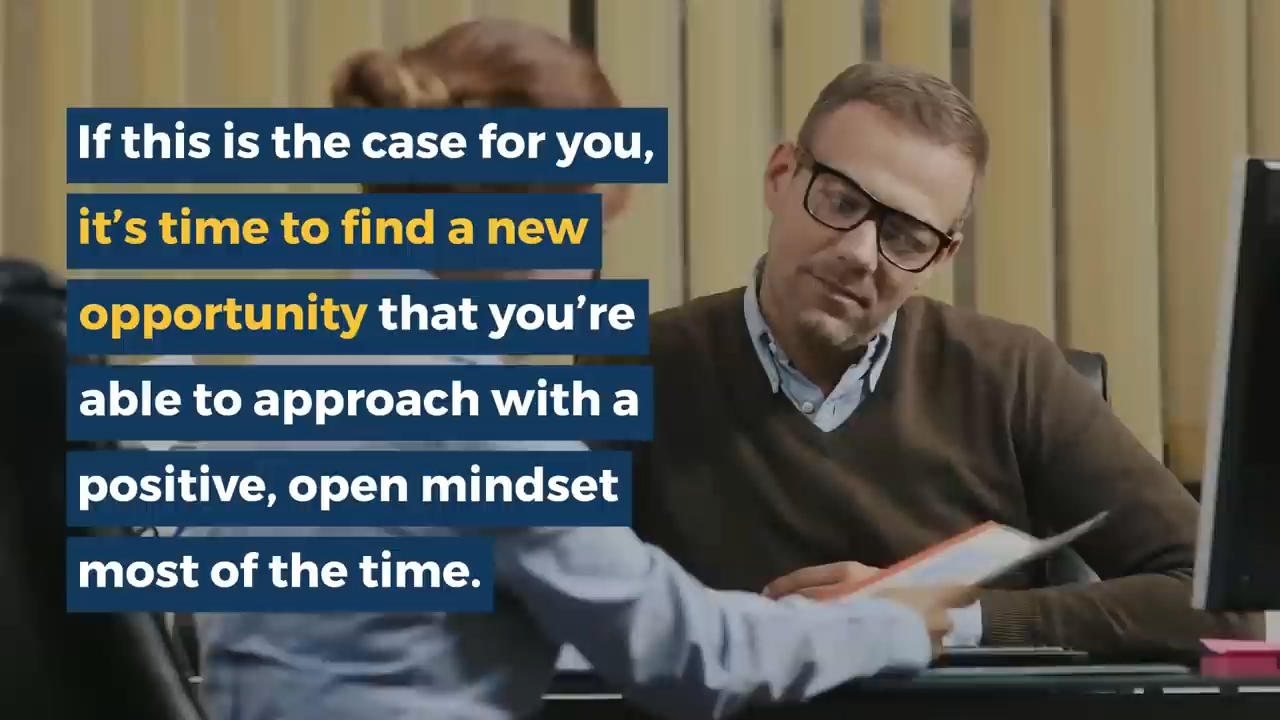 If this is the case for you,
it’s time to find a new
opportunity that you’re
able to approach with a
positive, open mindset
most of the time.